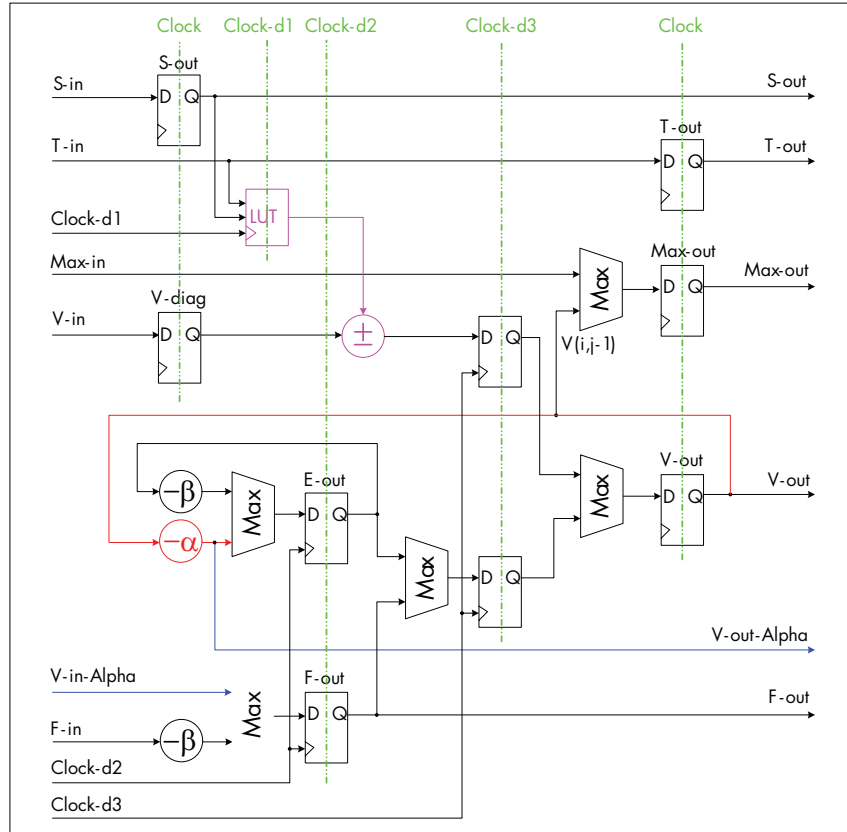 Clock Clock-d1 Clock-d2 Clock-d3 Clock
S-out
S-in D Q S-out
T-out
T-in D Q T-out
LUT
Clock-d1
Max-in Max Max-out D Q Max-out
V-diag
V-in D Q ± D Q V(i,j-1)
E-out V-out
−β Max D Q Max D Q V-out
−α
Max D Q
V-out-Alpha
V-in-Alpha F-out
Max D Q F-out
F-in −β
Clock-d2
Clock-d3